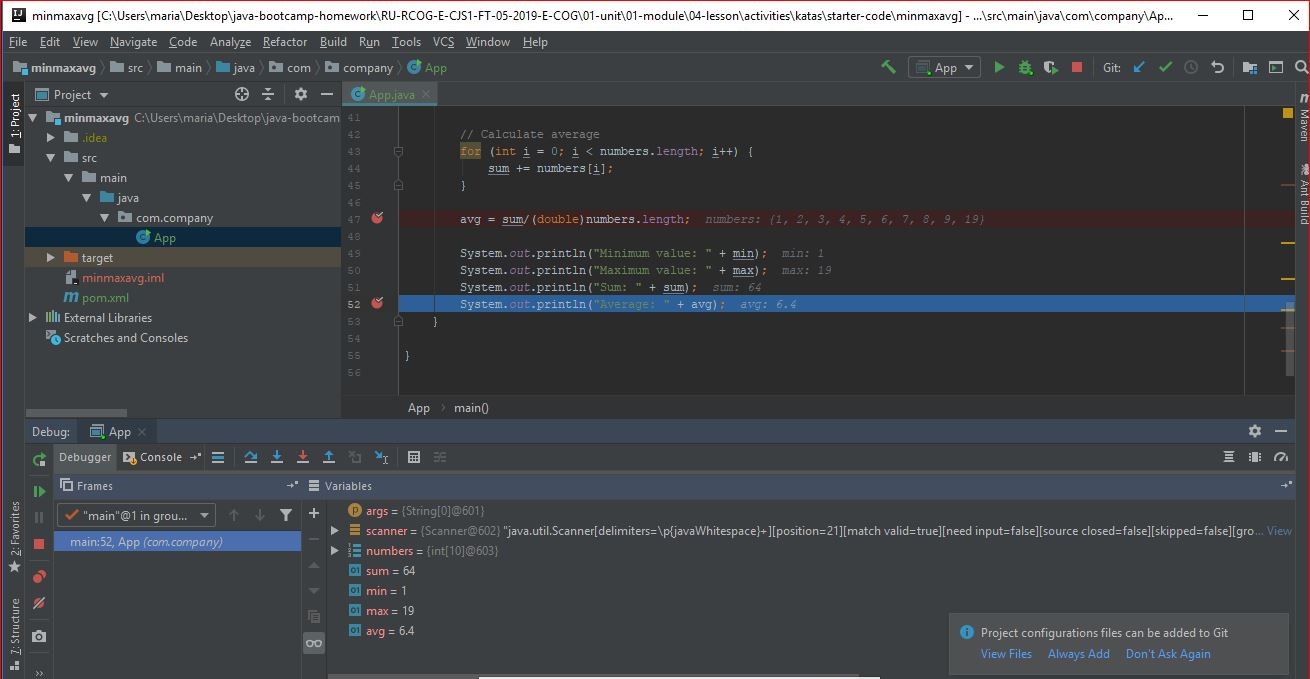 minmaxavg [C:\Users\maria\Desktop\java-bootcamp-homework\RU-RCOG-E-CJS1-FT-05-2019-E-COG\01-unit\01-module\04-lesson\activities\katas\starter-code\minmaxavg] - ...\src\main\java\com\company\Ap...
File Edit View Navigate Code Analyze Refactor Build Run Tools VCS Window Help
minmaxavg src main java com company App App Git:
1: Project
Project
App.java
minmaxavg C:\Users\maria\Desktop\java-bootcam
.idea
src
main
java
com.company
App
target
minmaxavg.iml
pom.xml
External Libraries
Scratches and Consoles
41
42 // Calculate average
43 for (int i = 0; i < numbers.length; i++) {
44 sum += numbers[i];
45 }
46
47 avg = sum/(double)numbers.length; numbers: {1, 2, 3, 4, 5, 6, 7, 8, 9, 19}
48
49 System.out.println("Minimum value: " + min); min: 1
50 System.out.println("Maximum value: " + max); max: 19
51 System.out.println("Sum: " + sum); sum: 64
52 System.out.println("Average: " + avg); avg: 6.4
53 }
54
55 }
56
App main()
Maven
Ant Build
Debug: App
Debugger Console
Frames
Variables
"main"@1 in grou...
main:52, App (com.company)
args = {String[0]@601}
scanner = {Scanner@602} "java.util.Scanner[delimiters=\p{javaWhitespace}+][position=21][match valid=true][need input=false][source closed=false][skipped=false][gro... View
numbers = {int[10]@603}
sum = 64
min = 1
max = 19
avg = 6.4
2: Favorites
7: Structure
Project configurations files can be added to Git
View Files Always Add Don't Ask Again